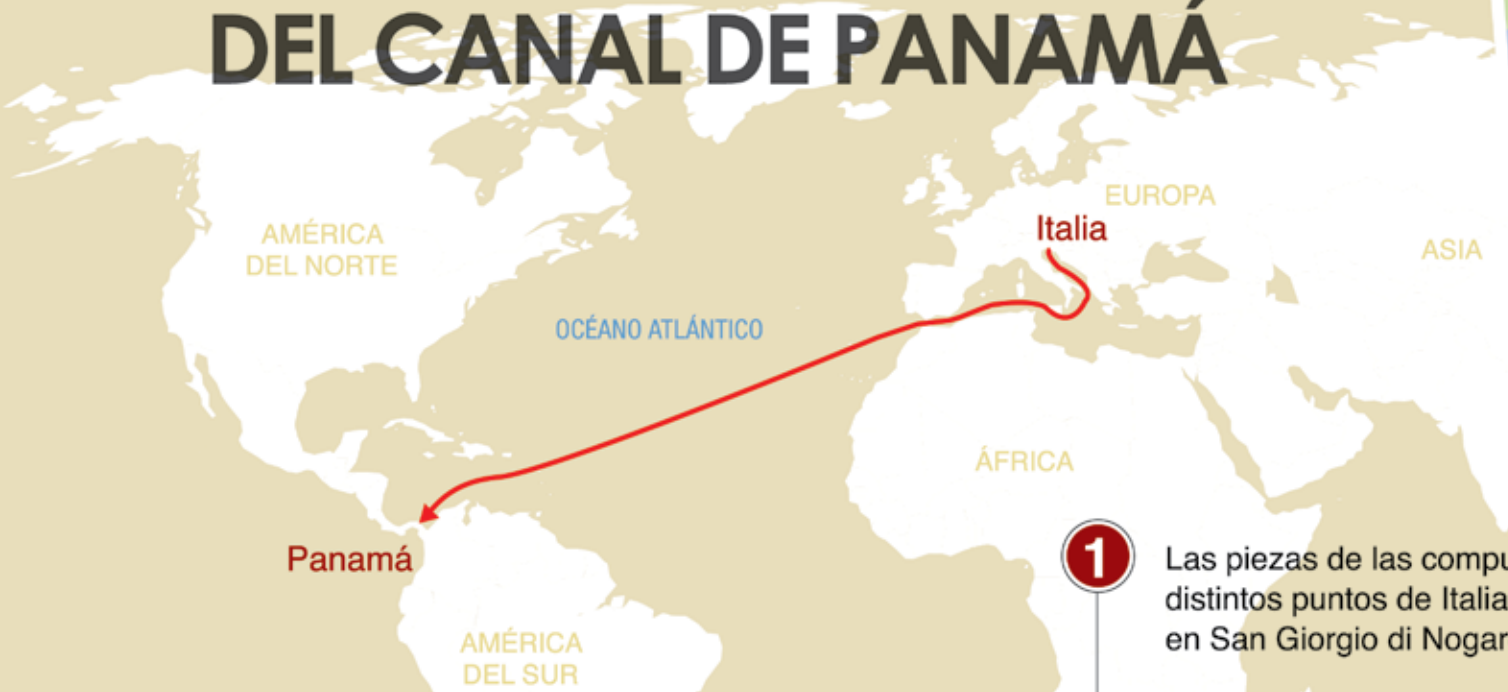 DEL CANAL DE PANAMÁ
EUROPA
Italia
AMÉRICA
DEL NORTE
ASIA
OCÉANO ATLÁNTICO
ÁFRICA
Panamá
1
Las piezas de las compu
distintos puntos de Italia
en San Giorgio di Nogar
AMÉRICA
DEL SUR